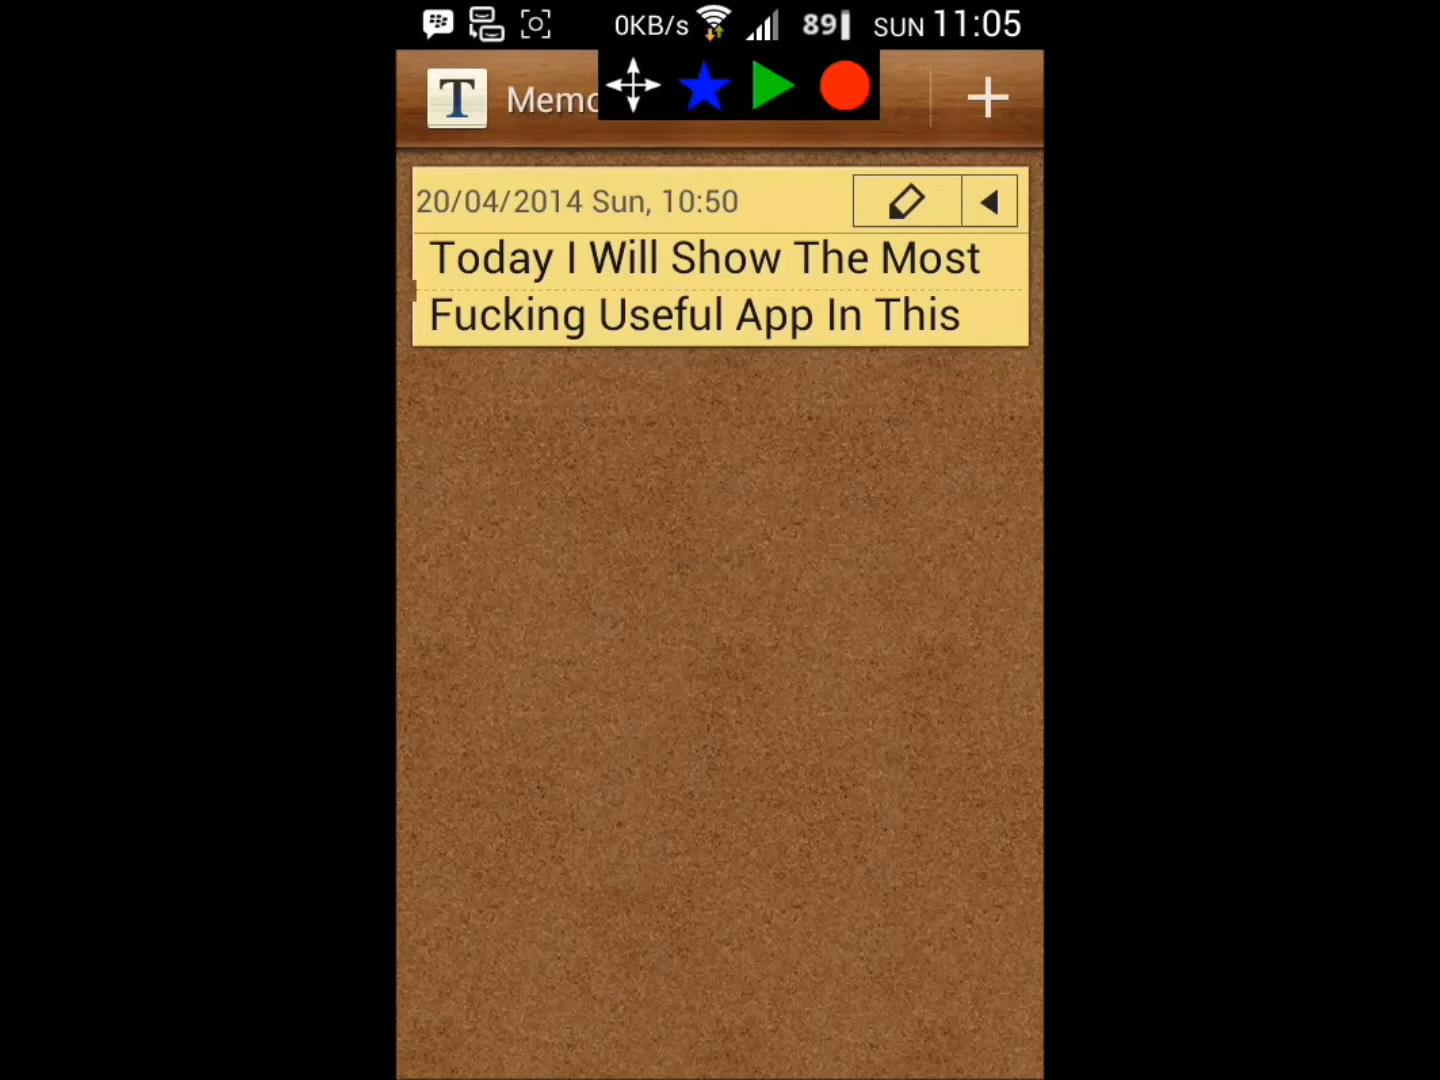 0KB/s 89 SUN 11:05
T Memo
20/04/2014 Sun, 10:50
Today I Will Show The Most
Fucking Useful App In This